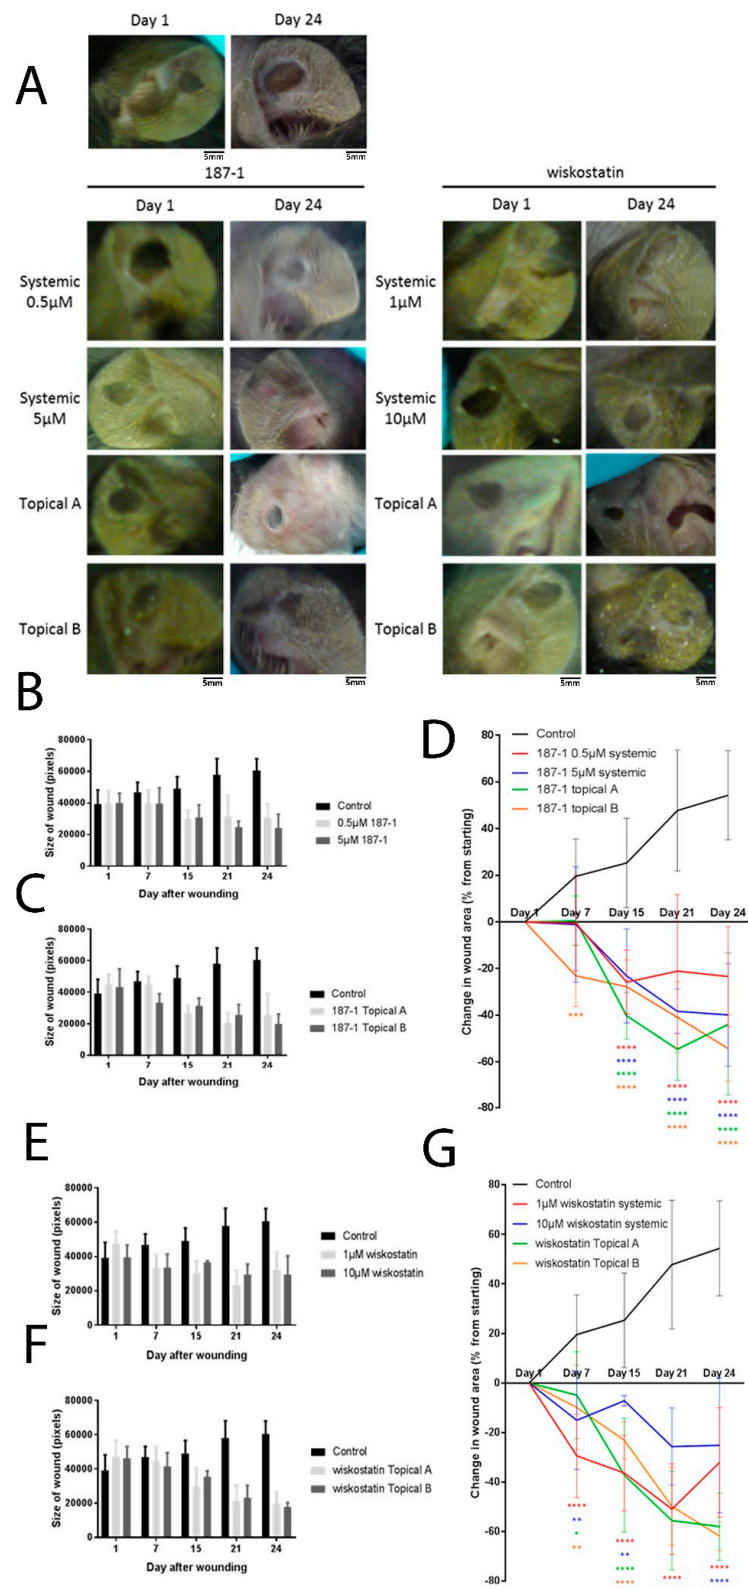 Day 1 Day 24
A
5mm 5mm
187-1 wiskostatin
Day 1 Day 24 Day 1 Day 24
Systemic
0.5µM
Systemic
1µM
Systemic
5µM
Systemic
10µM
Topical A Topical A
Topical B Topical B
5mm 5mm 5mm 5mm
B
80000
60000
40000
20000
0
Size of wound (pixels)
1 7 15 21 24
Day after wounding
Control
0.5µM 187-1
5µM 187-1
C
80000
60000
40000
20000
0
Size of wound (pixels)
1 7 15 21 24
Day after wounding
Control
187-1 Topical A
187-1 Topical B
D
80
60
40
20
0
-20
-40
-60
-80
Change in wound area (% from starting)
Control
187-1 0.5µM systemic
187-1 5µM systemic
187-1 topical A
187-1 topical B
Day 1 Day 7 Day 15 Day 21 Day 24
***
**** **** ****
**** **** ****
**** **** ****
**** **** ****
E
80000
60000
40000
20000
0
Size of wound (pixels)
1 7 15 21 24
Day after wounding
Control
1µM wiskostatin
10µM wiskostatin
F
80000
60000
40000
20000
0
Size of wound (pixels)
1 7 15 21 24
Day after wounding
Control
wiskostatin Topical A
wiskostatin Topical B
G
80
60
40
20
0
-20
-40
-60
-80
Change in wound area (% from starting)
Control
1µM wiskostatin systemic
10µM wiskostatin systemic
wiskostatin Topical A
wiskostatin Topical B
Day 1 Day 7 Day 15 Day 21 Day 24
****
**
*
**
****
**
****
****
****
****
****